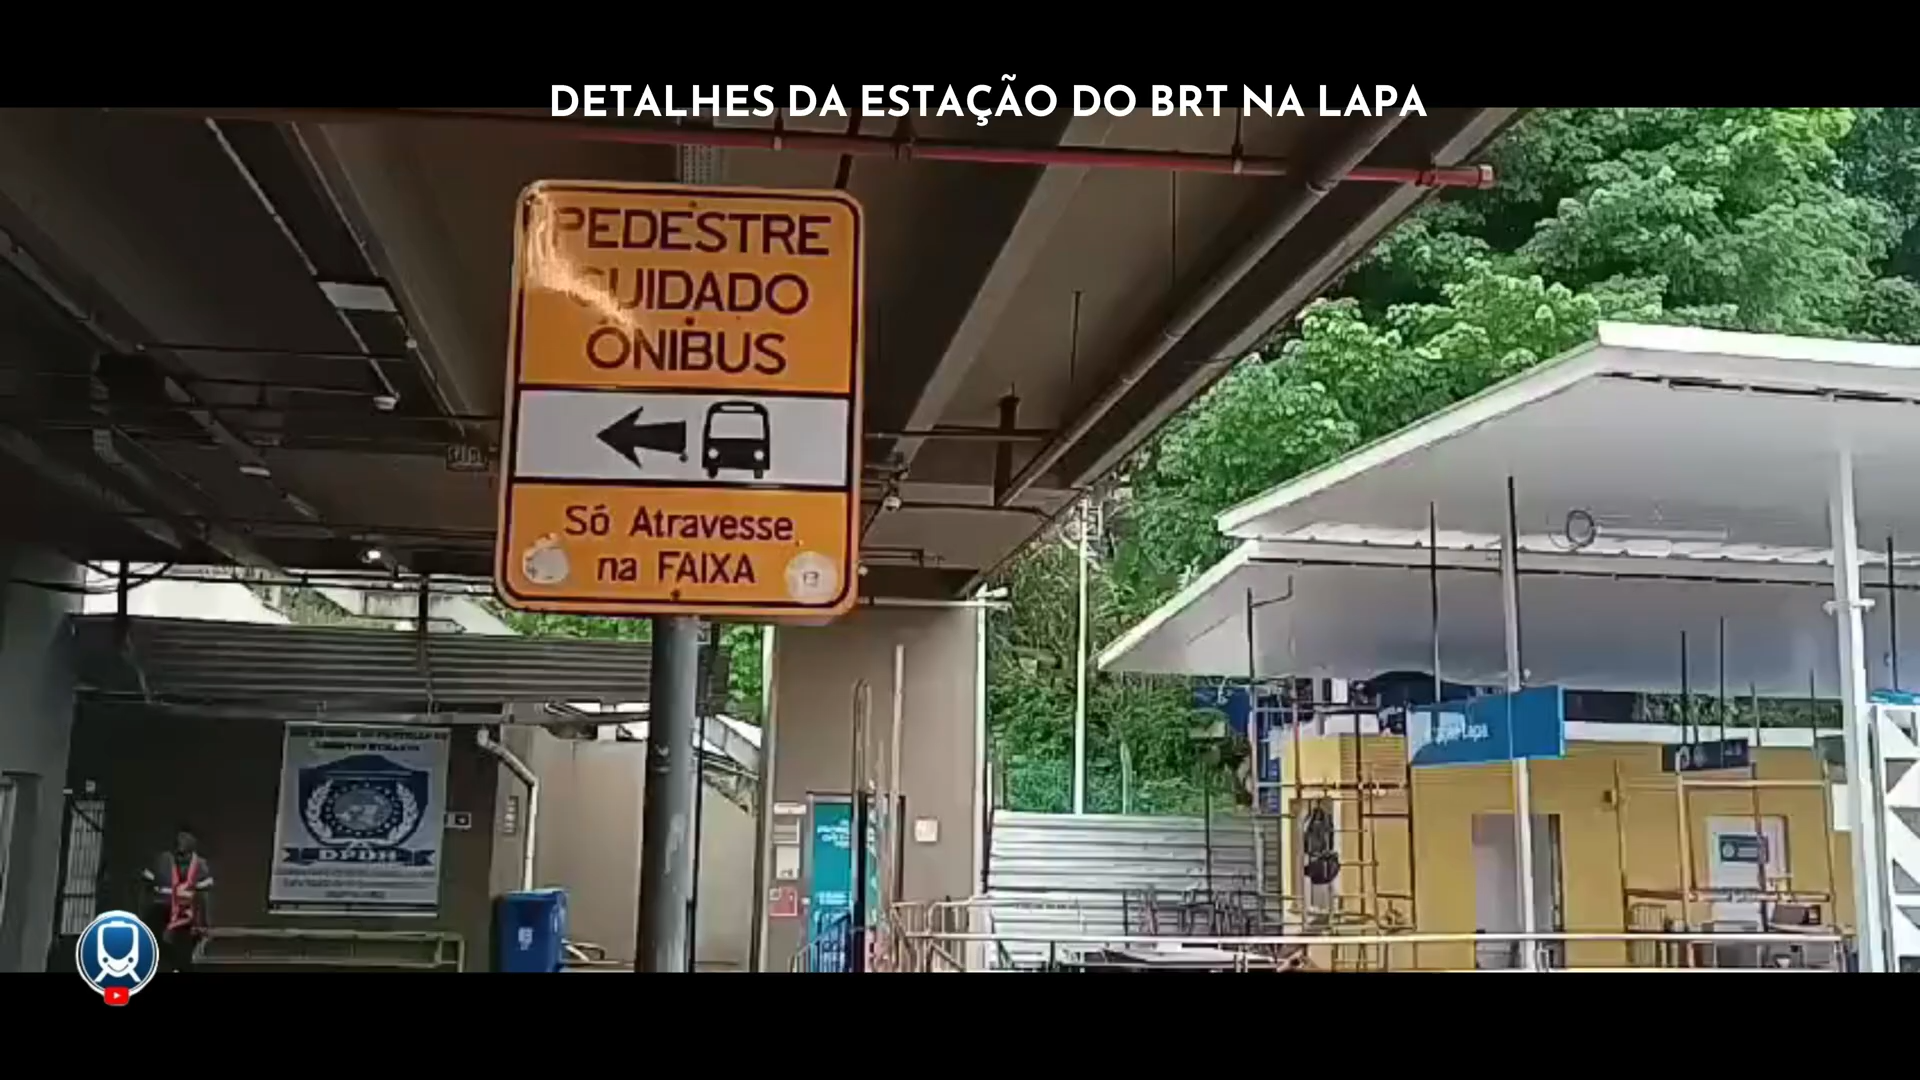 DETALHES DA ESTAÇÃO DO BRT NA LAPA
PEDESTRE
CUIDADO
ÔNIBUS
Só Atravesse
na FAIXA
DPDH
Lapa